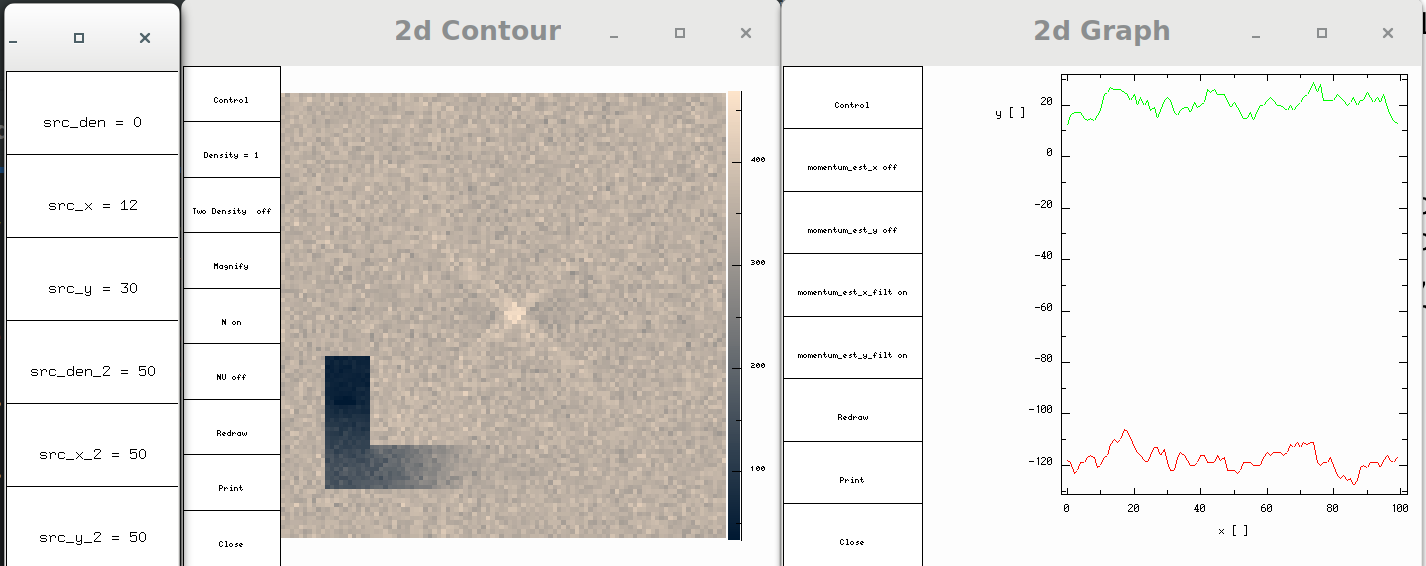 src_den = 0
src_x = 12
src_y = 30
src_den_2 = 50
src_x_2 = 50
src_y_2 = 50
2d Contour
Control
Density = 1
Two Density  off
Magnify
N on
NU off
Redraw
Print
Close
400
300
200
100
2d Graph
Control
momentum_est_x off
momentum_est_y off
momentum_est_x_filt on
momentum_est_y_filt on
Redraw
Print
Close
y [ ]
20
0
-20
-40
-60
-80
-100
-120
0 20 40 60 80 100
x [ ]